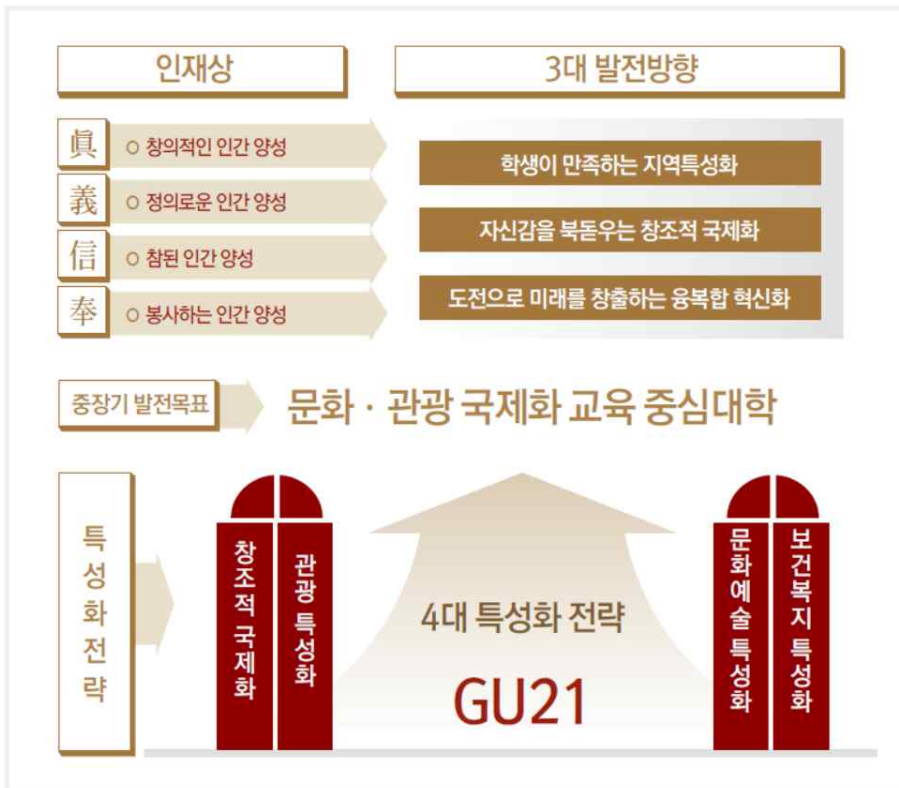 인재상
3대 발전방향
眞
○ 창의적인 인간 양성
義
○ 정의로운 인간 양성
信
○ 참된 인간 양성
奉
○ 봉사하는 인간 양성
학생이 만족하는 지역특성화
자신감을 북돋우는 창조적 국제화
도전으로 미래를 창출하는 융복합 혁신화
중장기 발전목표
문화 · 관광 국제화 교육 중심대학
특성화전략
창조적 국제화
관광 특성화
4대 특성화 전략
GU21
문화예술 특성화
보건복지 특성화